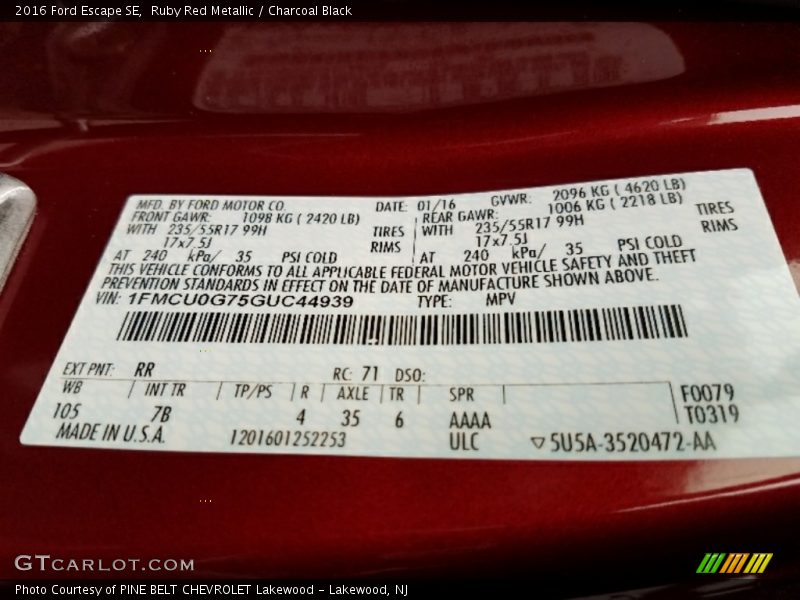 2016 Ford Escape SE,  Ruby Red Metallic / Charcoal Black
MFD. BY FORD MOTOR CO.  DATE: 01/16  GVWR: 2096 KG ( 4620 LB)
FRONT GAWR: 1098 KG ( 2420 LB)  REAR GAWR: 1006 KG ( 2218 LB)
WITH 235/55R17 99H TIRES  WITH 235/55R17 99H TIRES
17x7.5J RIMS  17x7.5J RIMS
AT 240 kPa/ 35 PSI COLD  AT 240 kPa/ 35 PSI COLD
THIS VEHICLE CONFORMS TO ALL APPLICABLE FEDERAL MOTOR VEHICLE SAFETY AND THEFT
PREVENTION STANDARDS IN EFFECT ON THE DATE OF MANUFACTURE SHOWN ABOVE.
VIN: 1FMCU0G75GUC44939  TYPE: MPV
EXT PNT: RR  RC: 71  DSO:
WB | INT TR | TP/PS | R | AXLE | TR | SPR | F0079
105  7B  4  35  6  AAAA  T0319
MADE IN U.S.A.  1201601252253  ULC  ▽5U5A-3520472-AA
GTCARLOT.COM
Photo Courtesy of PINE BELT CHEVROLET Lakewood - Lakewood, NJ